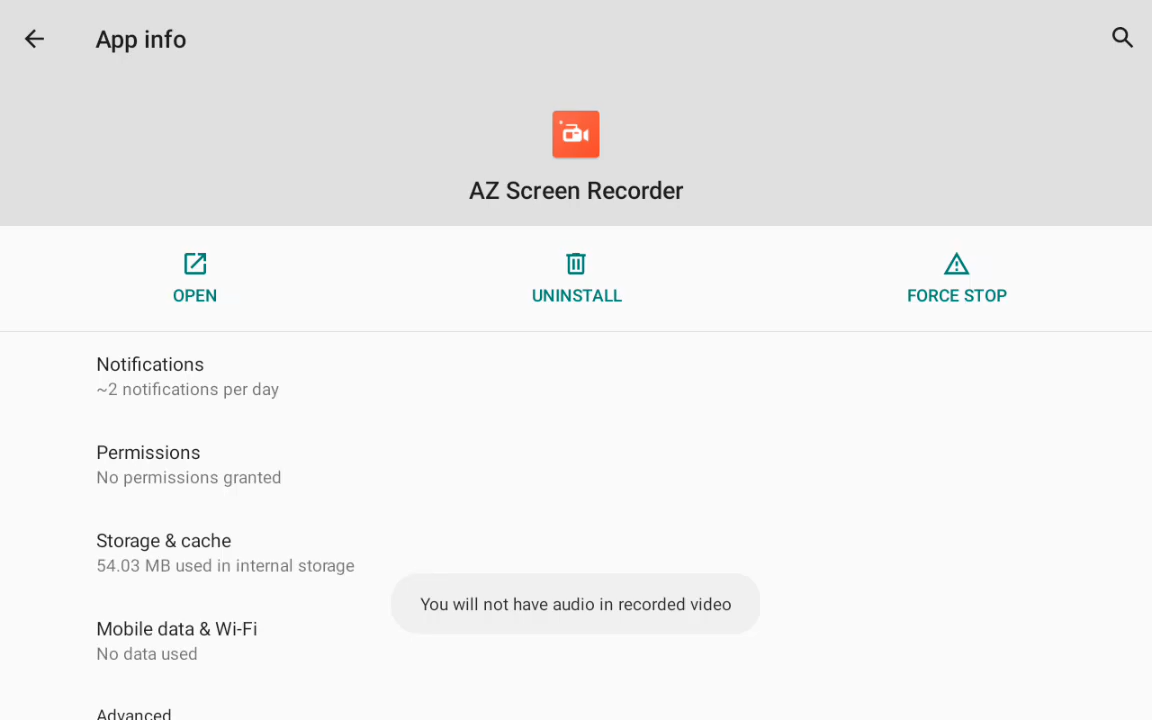 App info
AZ Screen Recorder
OPEN
UNINSTALL
FORCE STOP
Notifications
~2 notifications per day
Permissions
No permissions granted
Storage & cache
54.03 MB used in internal storage
You will not have audio in recorded video
Mobile data & Wi-Fi
No data used
Advanced